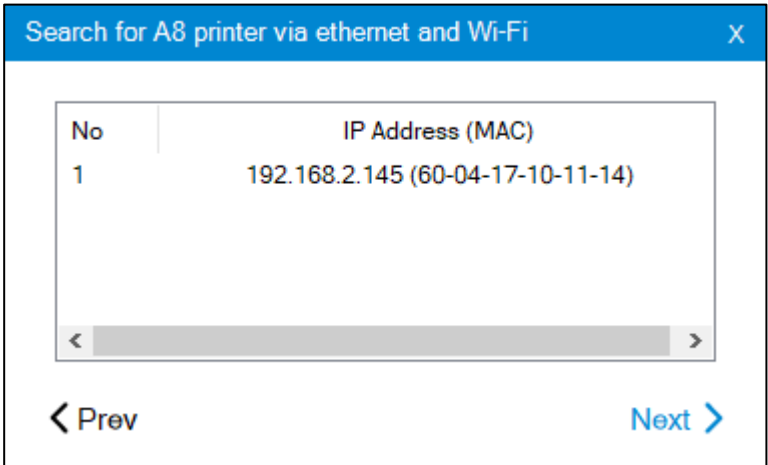 Search for A8 printer via ethernet and Wi-Fi X
No IP Address (MAC)
1 192.168.2.145 (60-04-17-10-11-14)
Prev Next